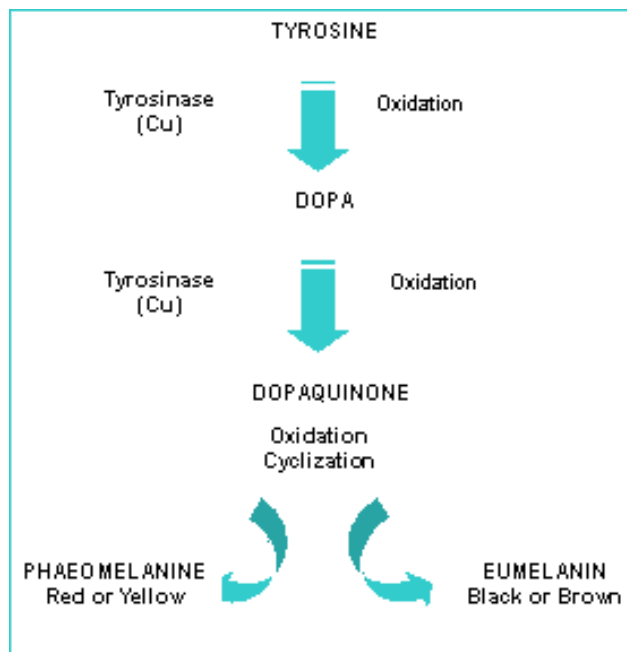 TYROSINE
Tyrosinase
(Cu)
Oxidation
DOPA
Tyrosinase
(Cu)
Oxidation
DOPAQUINONE
Oxidation
Cyclization
PHAEOMELANINE
Red or Yellow
EUMELANIN
Black or Brown